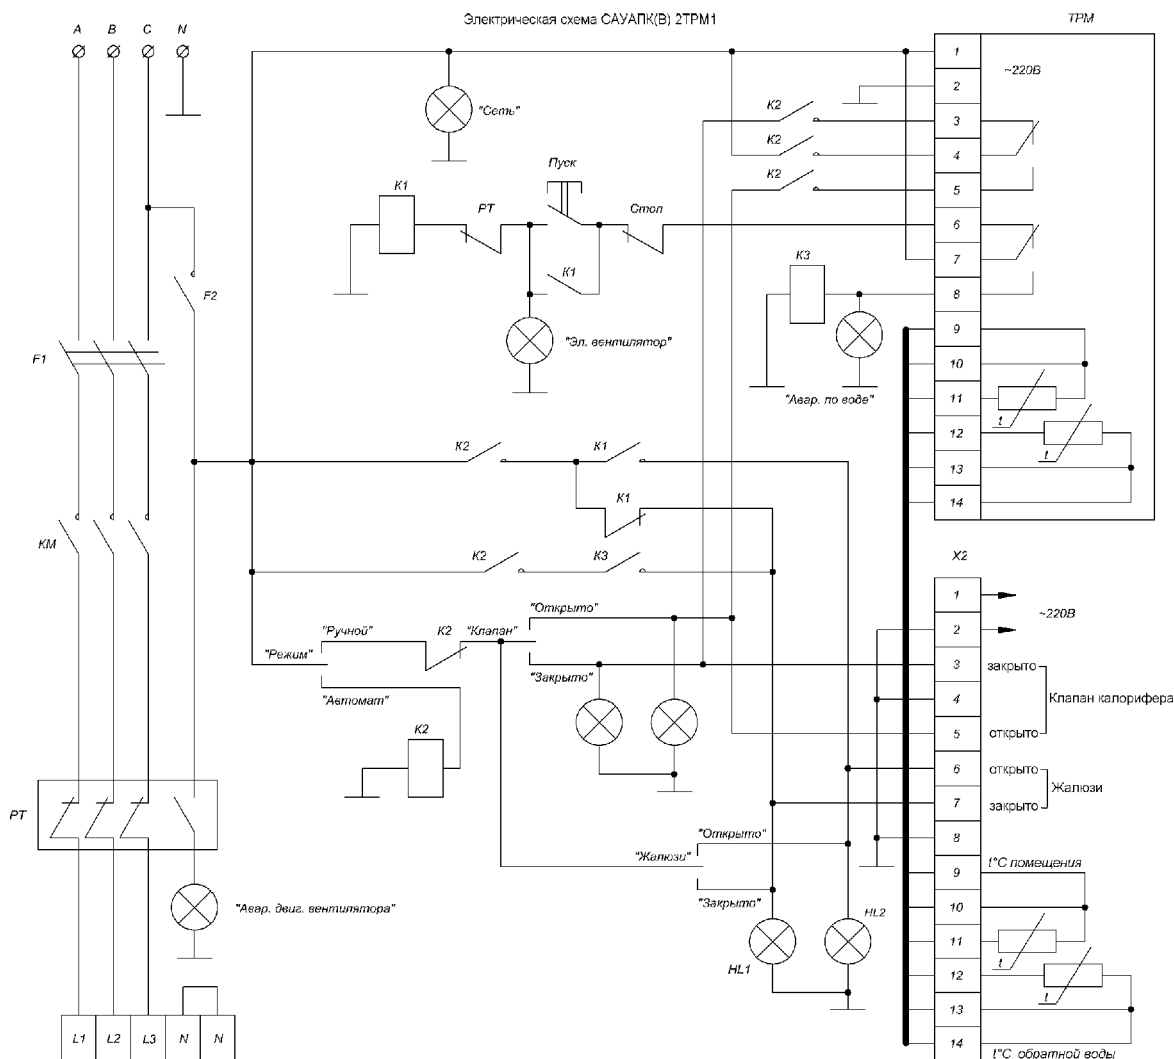 Электрическая схема САУАПК(В) 2ТРМ1
ТРМ
A B C N
1
~220В
2
"Сеть"
K2
3
K2
4
Пуск
K2
5
K1
РТ
Стоп
6
K1
K3
7
F2
8
"Эл. вентилятор"
9
F1
10
"Авар. по воде"
11
t
12
K2
K1
t
13
K1
14
КМ
K2
K3
X2
1
"Открыто"
~220В
"Ручной"
K2
"Клапан"
2
"Режим"
"Закрыто"
3
закрыто
"Автомат"
4
Клапан калорифера
K2
5
открыто
6
открыто
Жалюзи
РТ
7
закрыто
"Открыто"
8
"Жалюзи"
t°C помещения
9
"Закрыто"
10
"Авар. двиг. вентилятора"
HL2
11
t
HL1
12
t
13
L1 L2 L3 N N
14
t°C обратной воды